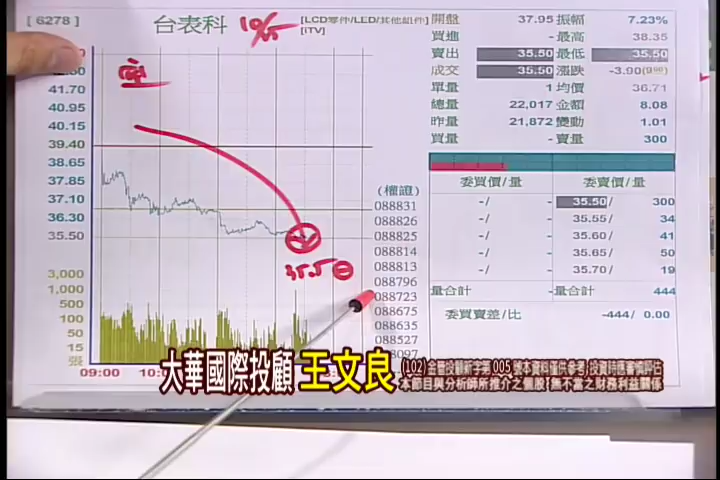 [ 6278 ]
台表科
10/25
[LCD零件/LED/其他組件]
[iTV]
開盤 37.95 振幅 7.23%
買進 - 最高 38.35
賣出 35.50 最低 35.50
成交 35.50 漲跌 -3.90
單量 1 均價 36.71
總量 22,017 金額 8.08
昨量 21,872 變動 1.01
買量 - 賣量 300
41.70
40.95
40.15
39.40
38.65
37.85
37.10
36.30
35.50
3,000
1,000
500
100
50
15
張
09:00
35.5
(權證)
088831
088826
088825
088814
088813
088796
088723
088675
088635
088527
委買價/量 委賣價/量
-/ - 35.50/ 300
-/ - 35.55/ 34
-/ - 35.60/ 41
-/ - 35.65/ 50
-/ - 35.70/ 19
量合計 - 量合計 444
委買賣差/比 -444/ 0.00
大華國際投顧 王文良
本節目與分析師所推介之個股 無不當之財務利益關係